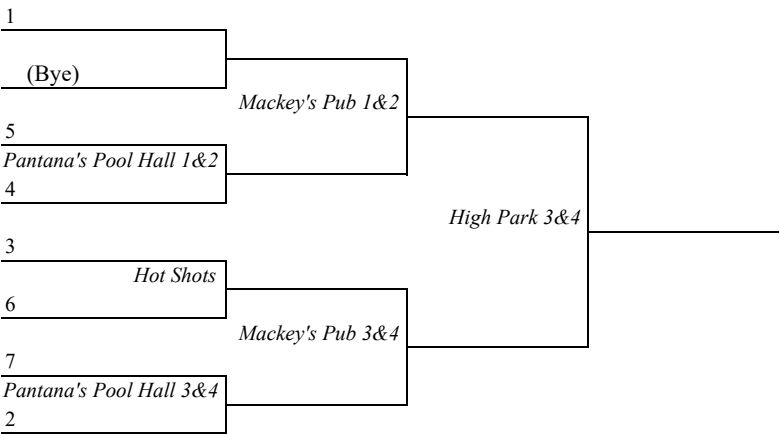 1
(Bye)
Mackey's Pub 1&2
5
Pantana's Pool Hall 1&2
4
High Park 3&4
3
Hot Shots
6
Mackey's Pub 3&4
7
Pantana's Pool Hall 3&4
2